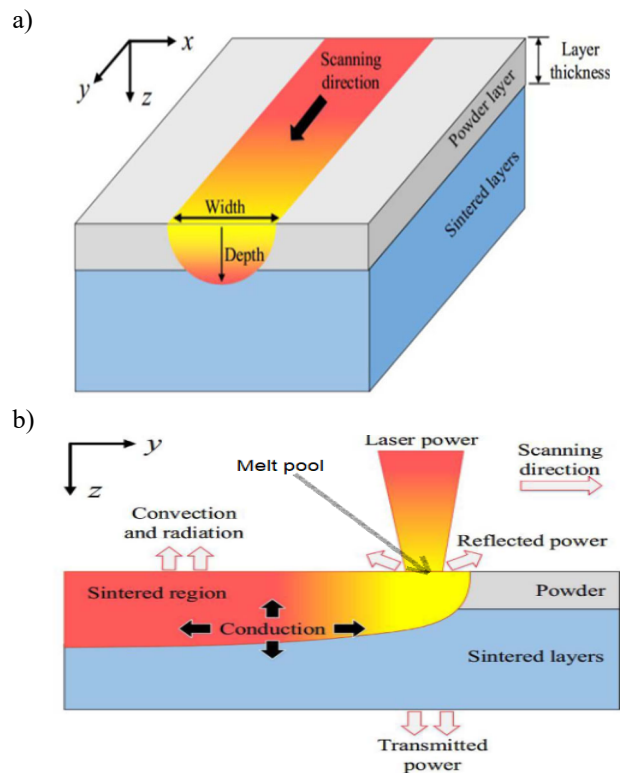 a)
x
y
z
Scanning
direction
Layer
thickness
Powder layer
Width
Depth
Sintered layers
b)
y
z
Laser power
Melt pool
Scanning
direction
Convection
and radiation
Reflected power
Sintered region
Powder
Conduction
Sintered layers
Transmitted
power